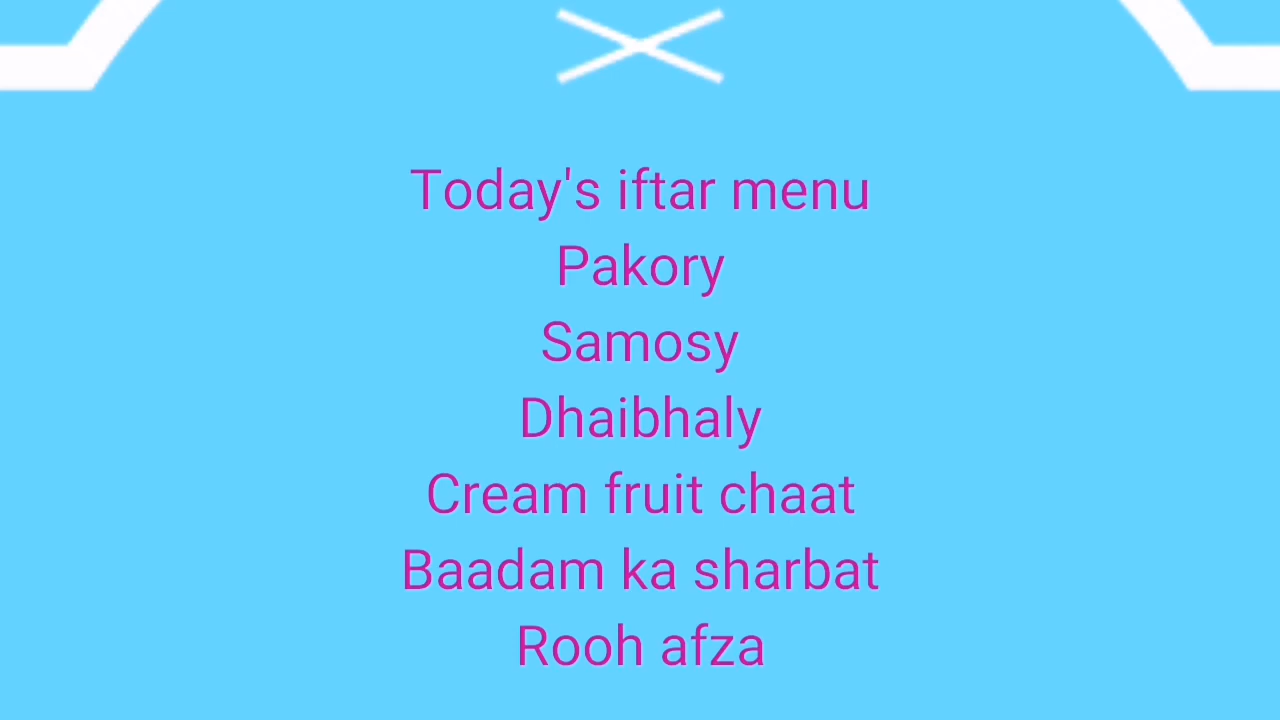 Today's iftar menu
Pakory
Samosy
Dhaibhaly
Cream fruit chaat
Baadam ka sharbat
Rooh afza